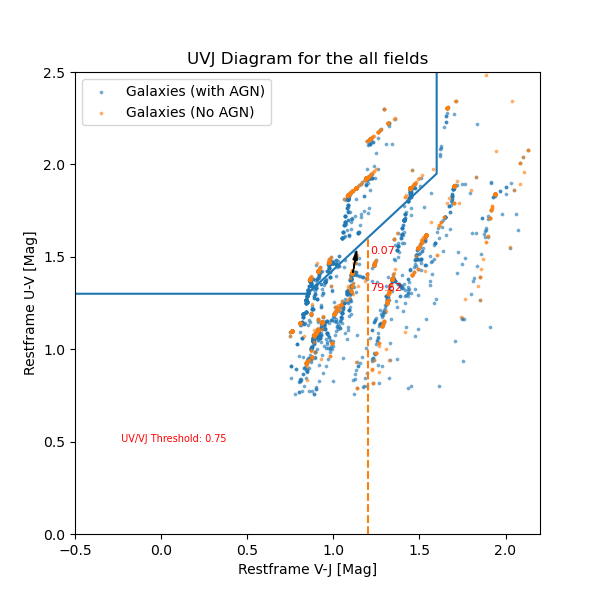 UVJ Diagram for the all fields
Galaxies (with AGN)
Galaxies (No AGN)
2.5
2.0
1.5
1.0
0.5
0.0
Restframe U-V [Mag]
0.07
UV/VJ Threshold: 0.75
−0.5
0.0
0.5
1.0
1.5
2.0
Restframe V-J [Mag]